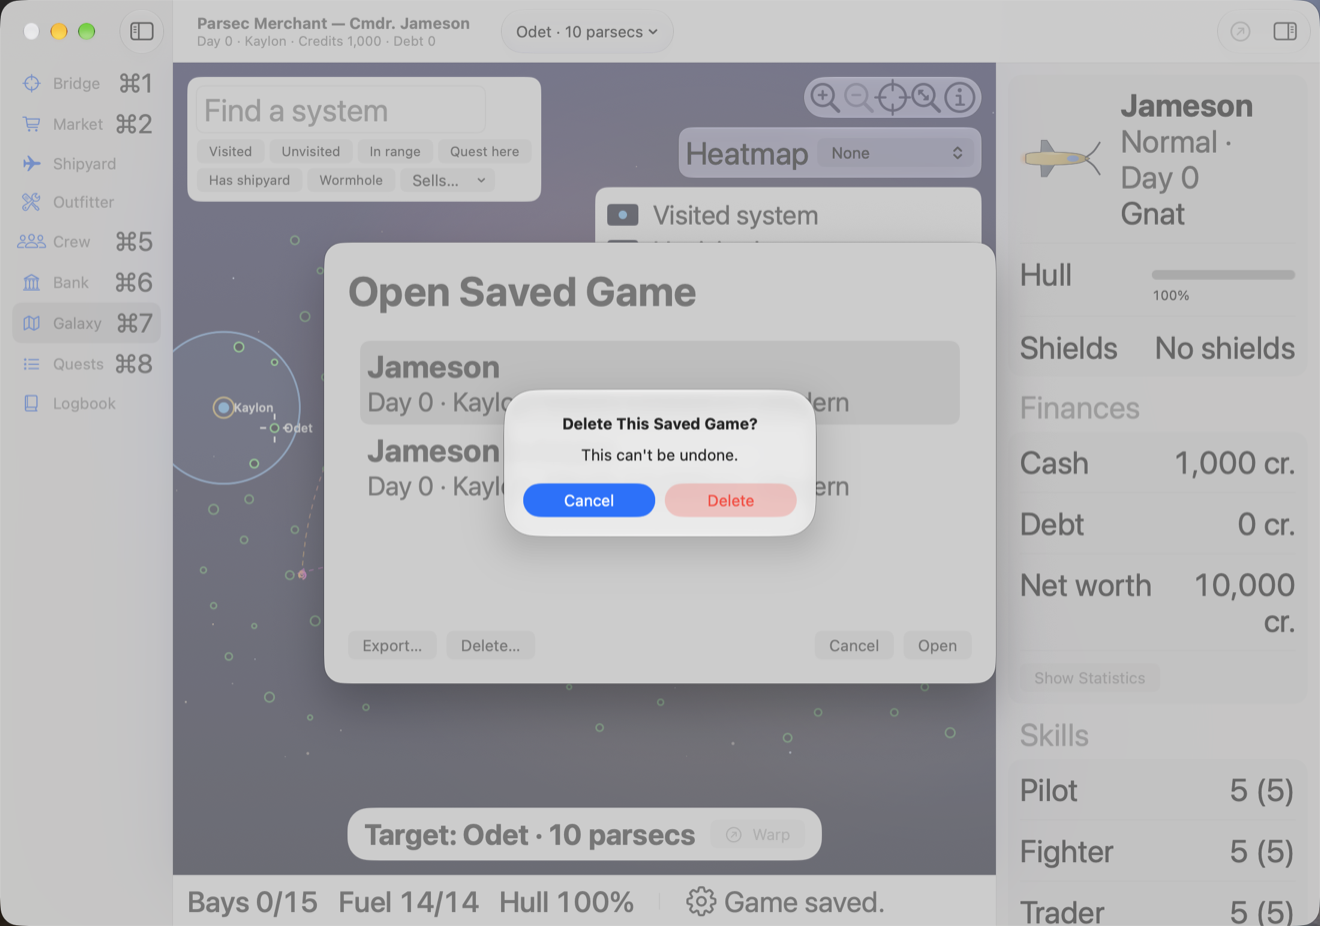 Parsec Merchant — Cmdr. Jameson
Day 0 · Kaylon · Credits 1,000 · Debt 0
Odet · 10 parsecs
Bridge ⌘1
Market ⌘2
Shipyard
Outfitter
Crew ⌘5
Bank ⌘6
Galaxy ⌘7
Quests ⌘8
Logbook
Find a system
Visited
Unvisited
In range
Quest here
Has shipyard
Wormhole
Sells...
Heatmap
None
Visited system
Kaylon
Odet
Open Saved Game
Jameson
Day 0 ·
Jameson
Day 0 ·
Delete This Saved Game?
This can't be undone.
Cancel
Delete
Export...
Delete...
Cancel
Open
Target: Odet · 10 parsecs
Warp
Bays 0/15
Fuel 14/14
Hull 100%
Game saved.
Jameson
Normal ·
Day 0
Gnat
Hull
100%
Shields
No shields
Finances
Cash
1,000 cr.
Debt
0 cr.
Net worth
10,000
cr.
Show Statistics
Skills
Pilot
5 (5)
Fighter
5 (5)
Trader
5 (5)